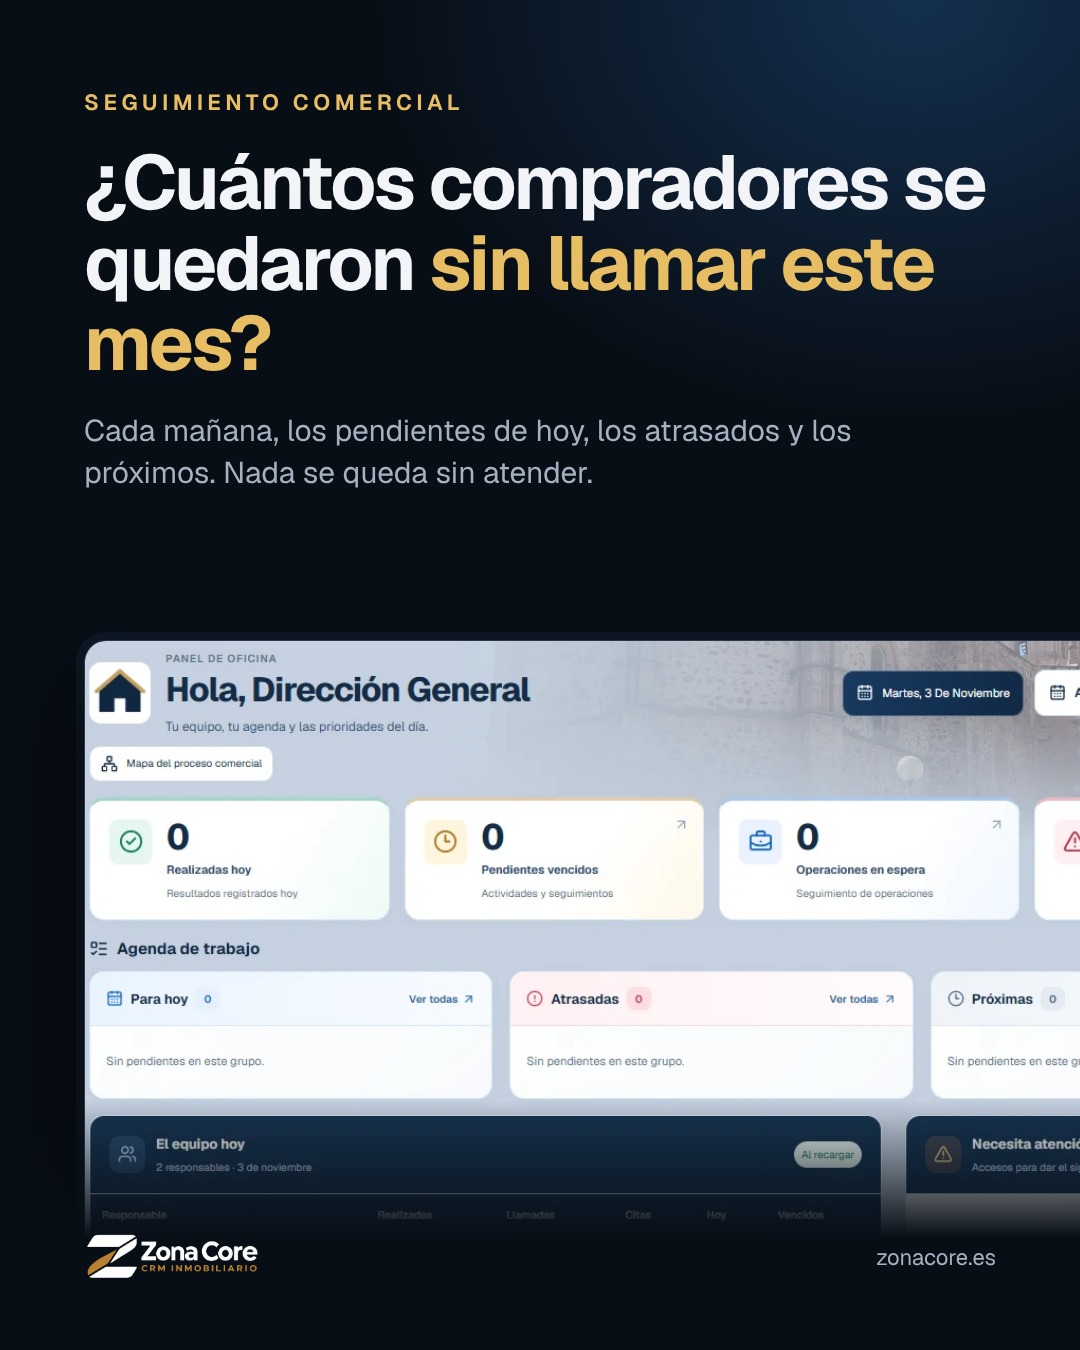 SEGUIMIENTO COMERCIAL
¿Cuántos compradores se
quedaron sin llamar este
mes?
Cada mañana, los pendientes de hoy, los atrasados y los
próximos. Nada se queda sin atender.
PANEL DE OFICINA
Hola, Dirección General
Martes, 3 De Noviembre
Tu equipo, tu agenda y las prioridades del día.
Mapa del proceso comercial
0
Realizadas hoy
Resultados registrados hoy
0
Pendientes vencidos
Actividades y seguimientos
0
Operaciones en espera
Seguimiento de operaciones
Agenda de trabajo
Para hoy 0 Ver todas
Sin pendientes en este grupo.
Atrasadas 0 Ver todas
Sin pendientes en este grupo.
Próximas 0
Sin pendientes en este
El equipo hoy
2 responsables · 3 de noviembre
Al recargar
Necesita
Accesos para dar el
Responsable Realizadas Llamadas Citas Hoy Vencidos
Zona Core
CRM INMOBILIARIO
zonacore.es